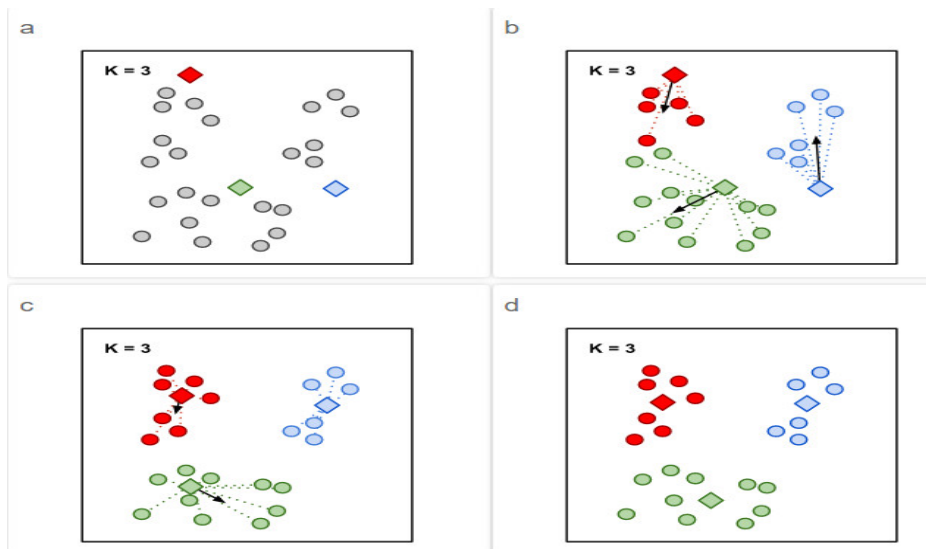 a
K = 3
b
K = 3
c
K = 3
d
K = 3